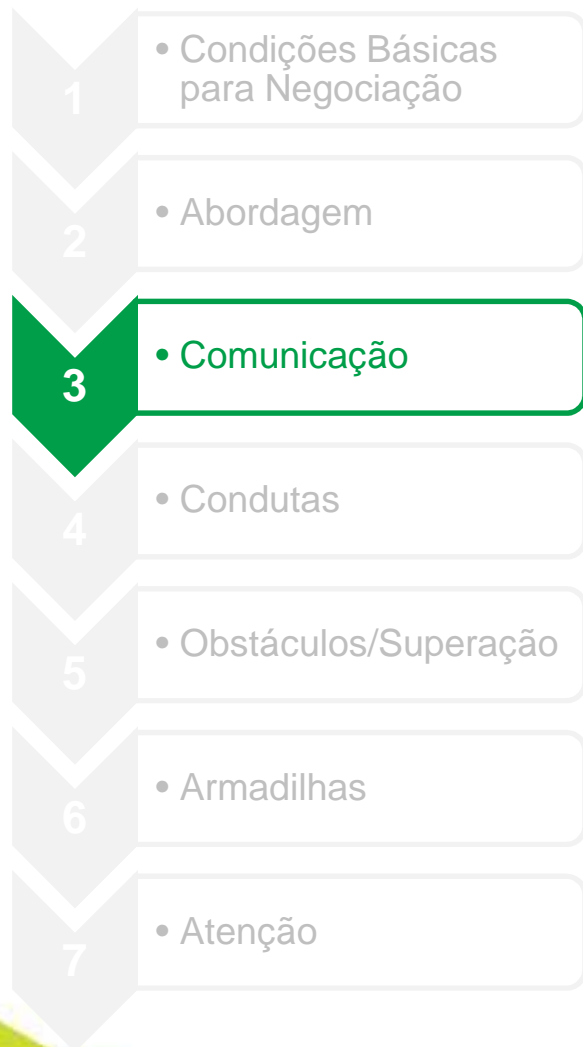 1
• Condições Básicas
para Negociação
2
• Abordagem
3
• Comunicação
4
• Condutas
5
• Obstáculos/Superação
6
• Armadilhas
7
• Atenção